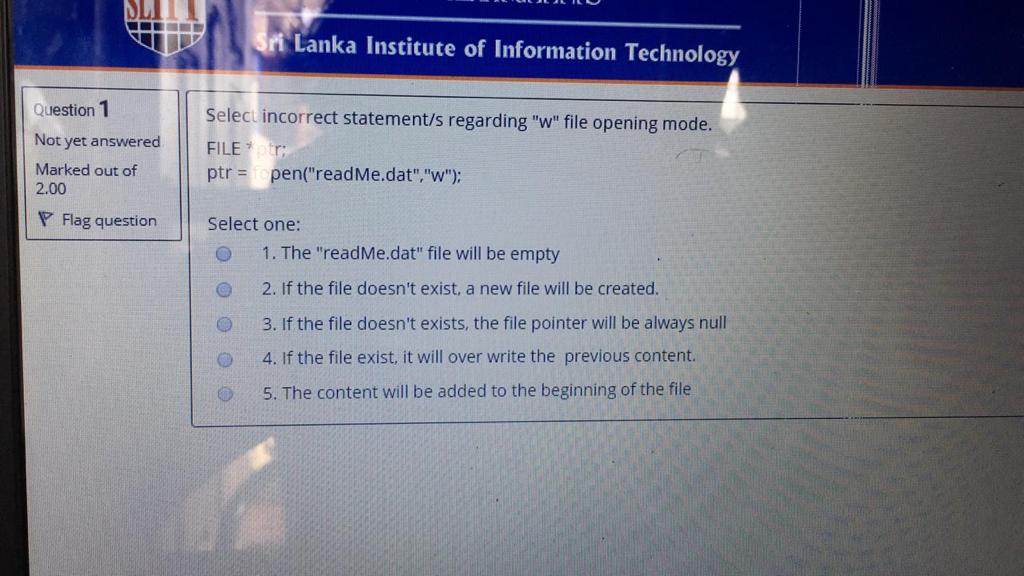 SLIIT
Sri Lanka Institute of Information Technology
Question 1
Not yet answered
Marked out of
2.00
Flag question
Select incorrect statement/s regarding "w" file opening mode.
FILE *ptr;
ptr = fopen("readMe.dat","w");
Select one:
1. The "readMe.dat" file will be empty
2. If the file doesn't exist, a new file will be created.
3. If the file doesn't exists, the file pointer will be always null
4. If the file exist, it will over write the previous content.
5. The content will be added to the beginning of the file